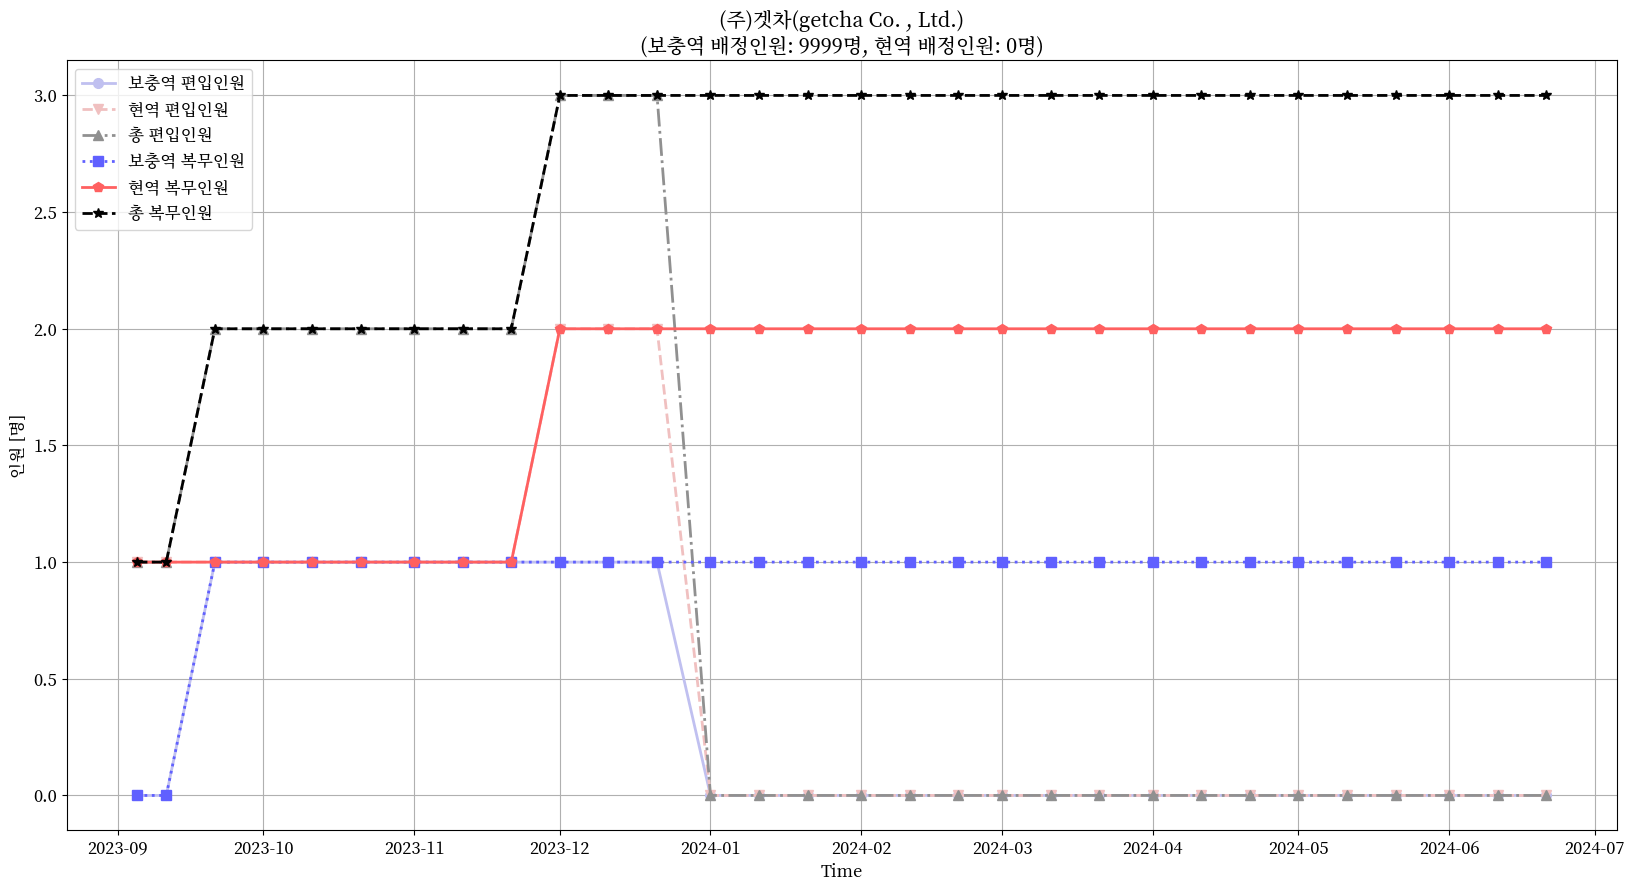 (주)겟차(getcha Co. , Ltd.)
(보충역 배정인원: 9999명, 현역 배정인원: 0명)
보충역 편입인원
현역 편입인원
총 편입인원
보충역 복무인원
현역 복무인원
총 복무인원
3.0
2.5
2.0
1.5
1.0
0.5
0.0
인원 [명]
2023-09 2023-10 2023-11 2023-12 2024-01 2024-02 2024-03 2024-04 2024-05 2024-06 2024-07
Time